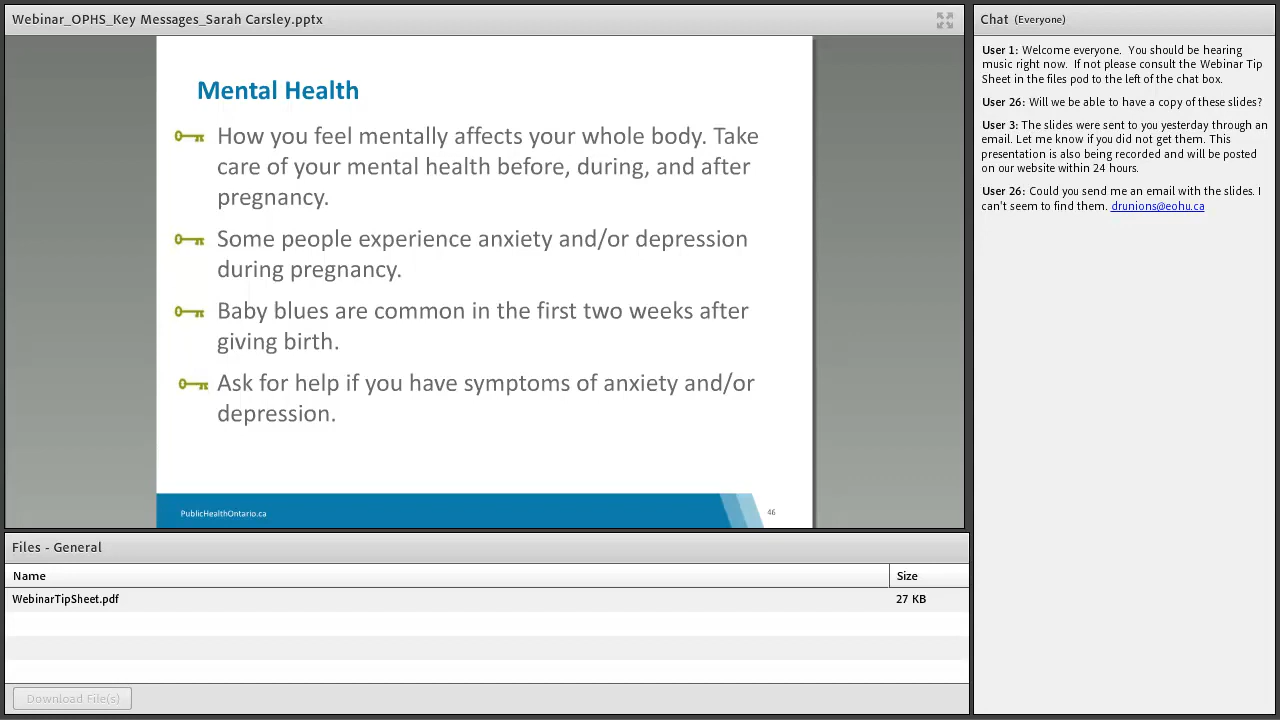 Webinar_OPHS_Key Messages_Sarah Carsley.pptx
Mental Health
How you feel mentally affects your whole body. Take
care of your mental health before, during, and after
pregnancy.
Some people experience anxiety and/or depression
during pregnancy.
Baby blues are common in the first two weeks after
giving birth.
Ask for help if you have symptoms of anxiety and/or
depression.
PublicHealthOntario.ca
46
Files - General
Name
Size
WebinarTipSheet.pdf
27 KB
Download File(s)
Chat (Everyone)
User 1: Welcome everyone.  You should be hearing
music right now.  If not please consult the Webinar Tip
Sheet in the files pod to the left of the chat box.
User 26: Will we be able to have a copy of these slides?
User 3: The slides were sent to you yesterday through an
email. Let me know if you did not get them. This
presentation is also being recorded and will be posted
on our website within 24 hours.
User 26: Could you send me an email with the slides. I
can't seem to find them. drunions@eohu.ca